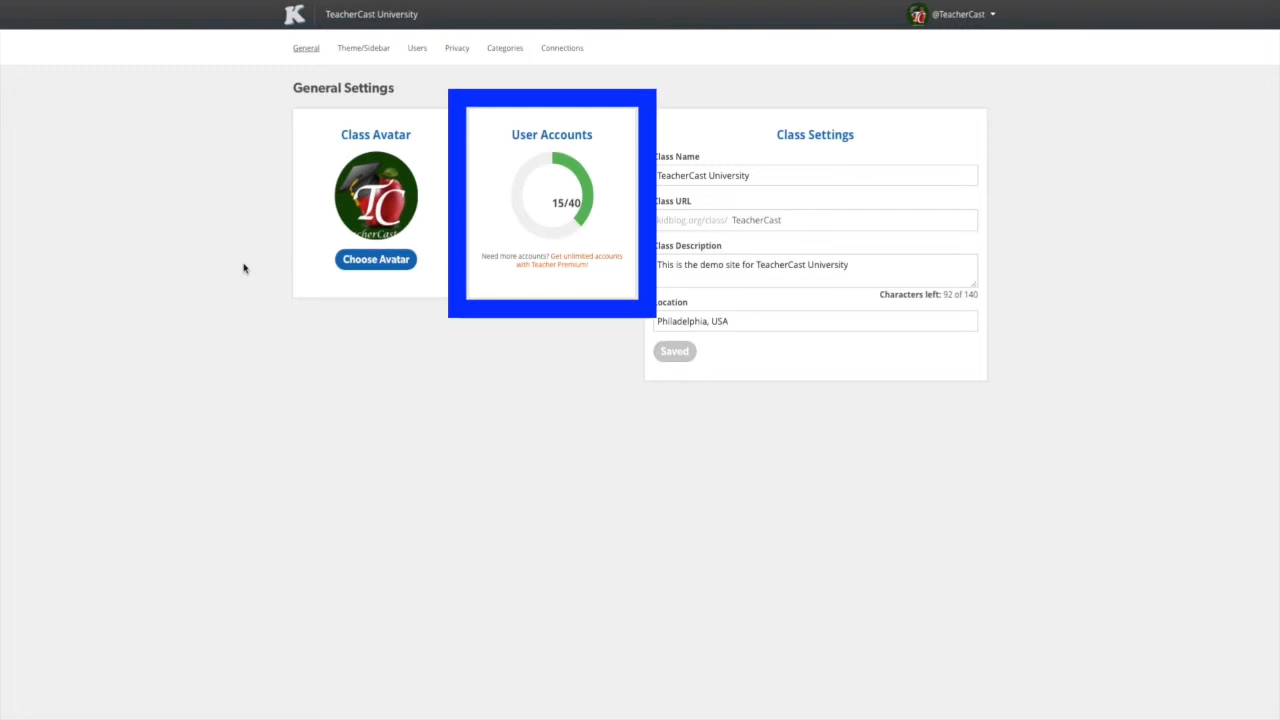 K
TeacherCast University
@TeacherCast
General
Theme/Sidebar
Users
Privacy
Categories
Connections
General Settings
Class Avatar
TC
cherCast
Choose Avatar
User Accounts
15/40
Need more accounts? Get unlimited accounts
with Teacher Premium!
Class Settings
Class Name
TeacherCast University
Class URL
kidblog.org/class/ TeacherCast
Class Description
This is the demo site for TeacherCast University
Characters left: 92 of 140
Location
Philadelphia, USA
Saved